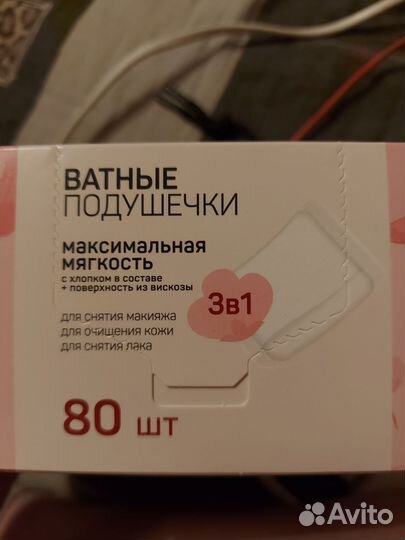 ВАТНЫЕ
ПОДУШЕЧКИ
максимальная
мягкость
с хлопком в составе
+ поверхность из вискозы
3в1
для снятия макияжа
для очищения кожи
для снятия лака
80 шт
Avito